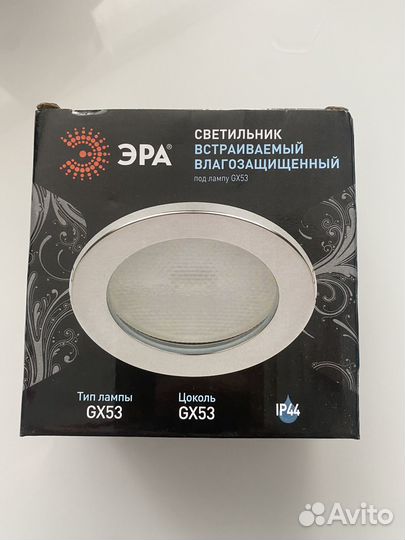 ЭРА®
СВЕТИЛЬНИК
ВСТРАИВАЕМЫЙ
ВЛАГОЗАЩИЩЕННЫЙ
под лампу GX53
Тип лампы
GX53
Цоколь
GX53
IP44
Avito